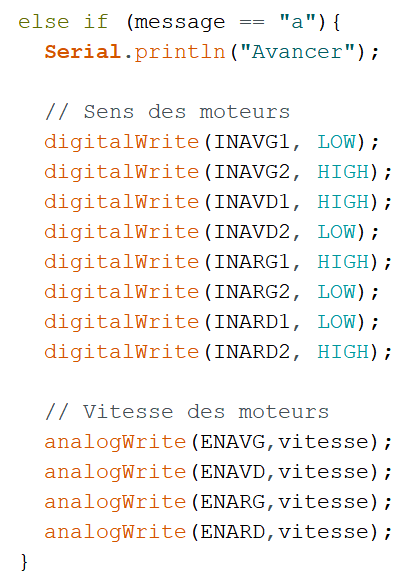 else if (message == "a"){
  Serial.println("Avancer");

  // Sens des moteurs
  digitalWrite(INAVG1, LOW);
  digitalWrite(INAVG2, HIGH);
  digitalWrite(INAVD1, HIGH);
  digitalWrite(INAVD2, LOW);
  digitalWrite(INARG1, HIGH);
  digitalWrite(INARG2, LOW);
  digitalWrite(INARD1, LOW);
  digitalWrite(INARD2, HIGH);

  // Vitesse des moteurs
  analogWrite(ENAVG,vitesse);
  analogWrite(ENAVD,vitesse);
  analogWrite(ENARG,vitesse);
  analogWrite(ENARD,vitesse);
}